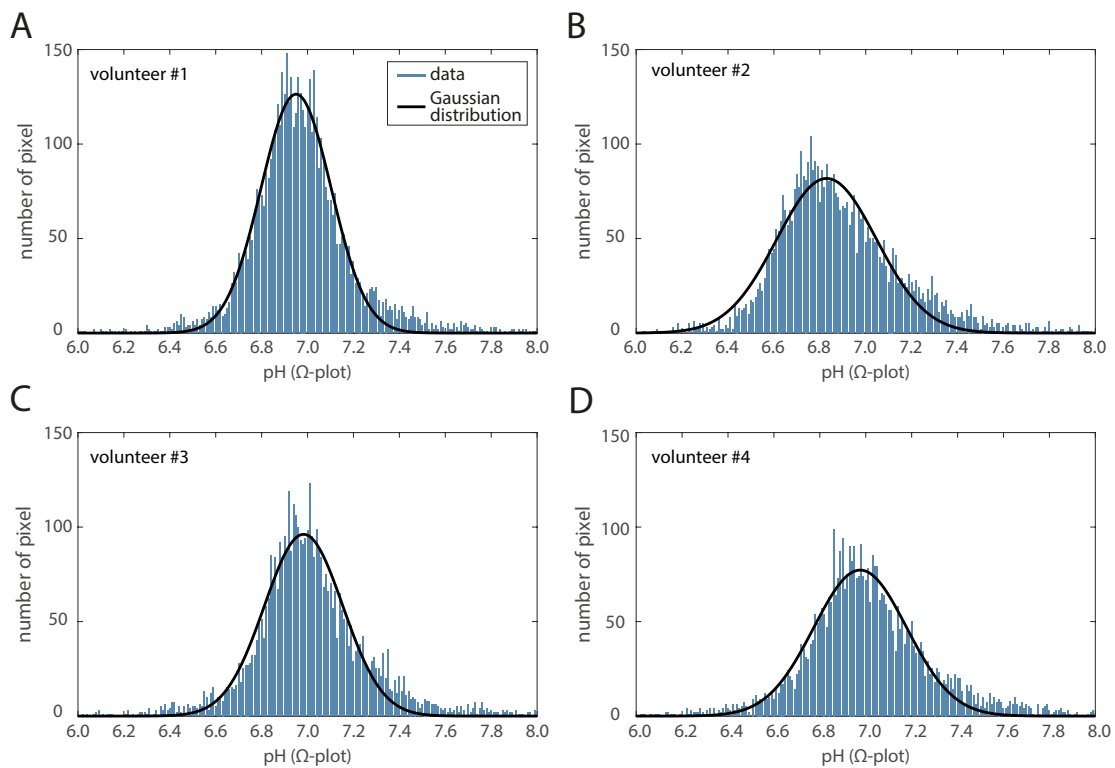 A
volunteer #1
data
Gaussian
distribution
150
100
50
0
number of pixel
6.0 6.2 6.4 6.6 6.8 7.0 7.2 7.4 7.6 7.8 8.0
pH (Ω-plot)
B
volunteer #2
150
100
50
0
number of pixel
6.0 6.2 6.4 6.6 6.8 7.0 7.2 7.4 7.6 7.8 8.0
pH (Ω-plot)
C
volunteer #3
150
100
50
0
number of pixel
6.0 6.2 6.4 6.6 6.8 7.0 7.2 7.4 7.6 7.8 8.0
pH (Ω-plot)
D
volunteer #4
150
100
50
0
number of pixel
6.0 6.2 6.4 6.6 6.8 7.0 7.2 7.4 7.6 7.8 8.0
pH (Ω-plot)